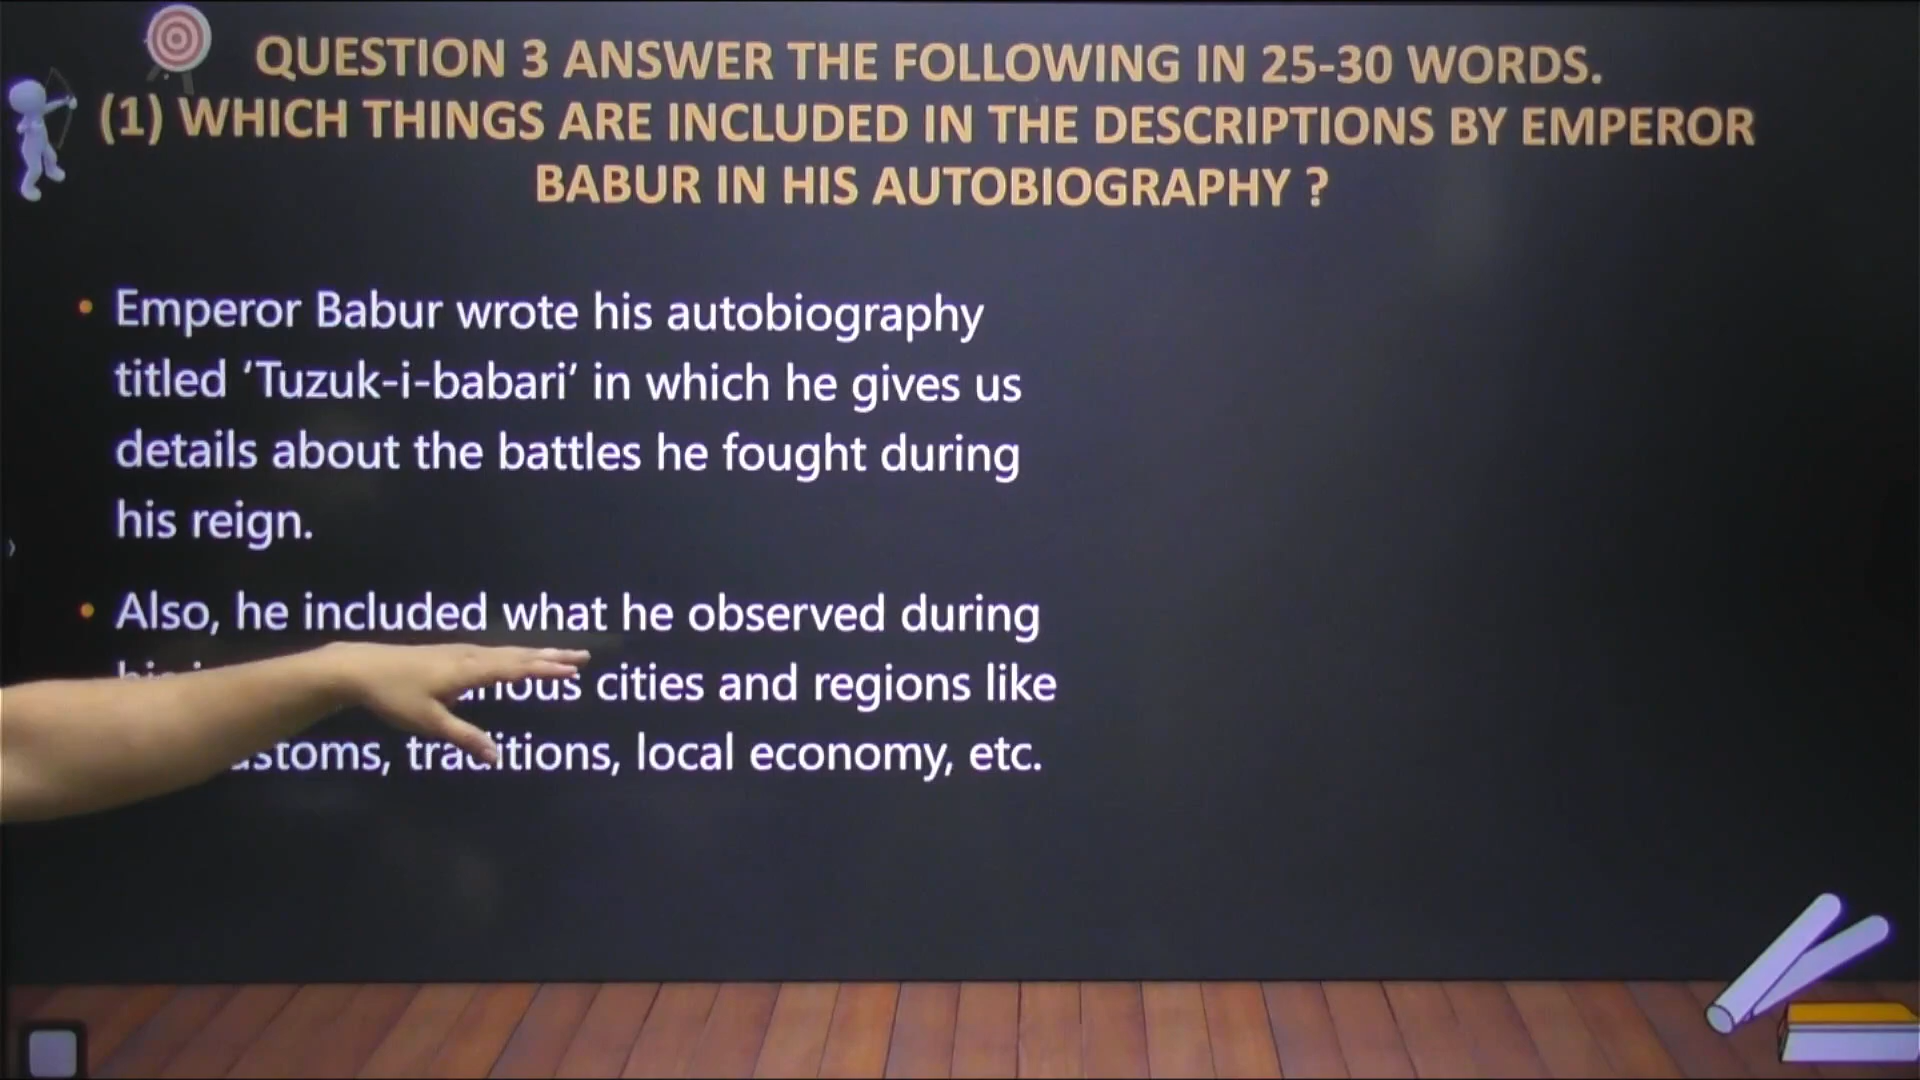 QUESTION 3 ANSWER THE FOLLOWING IN 25-30 WORDS.
(1) WHICH THINGS ARE INCLUDED IN THE DESCRIPTIONS BY EMPEROR
BABUR IN HIS AUTOBIOGRAPHY ?
• Emperor Babur wrote his autobiography
titled ‘Tuzuk-i-babari’ in which he gives us
details about the battles he fought during
his reign.
• Also, he included what he observed during
cities and regions like
traditions, local economy, etc.